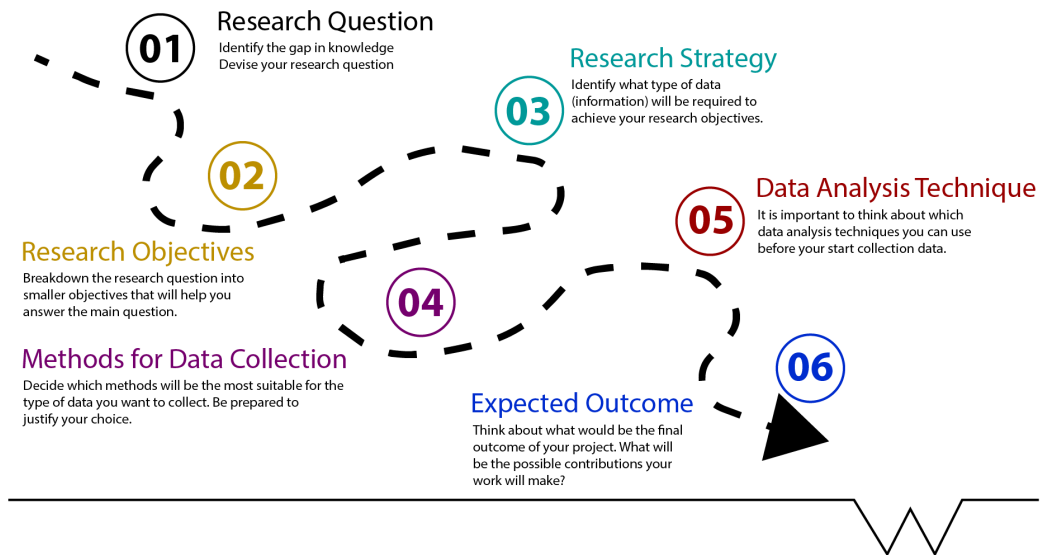 01
Research Question
Identify the gap in knowledge
Devise your research question
02
Research Objectives
Breakdown the research question into
smaller objectives that will help you
answer the main question.
03
Research Strategy
Identify what type of data
(information) will be required to
achieve your research objectives.
04
Methods for Data Collection
Decide which methods will be the most suitable for the
type of data you want to collect. Be prepared to
justify your choice.
05
Data Analysis Technique
It is important to think about which
data analysis techniques you can use
before your start collection data.
06
Expected Outcome
Think about what would be the final
outcome of your project. What will
be the possible contributions your
work will make?